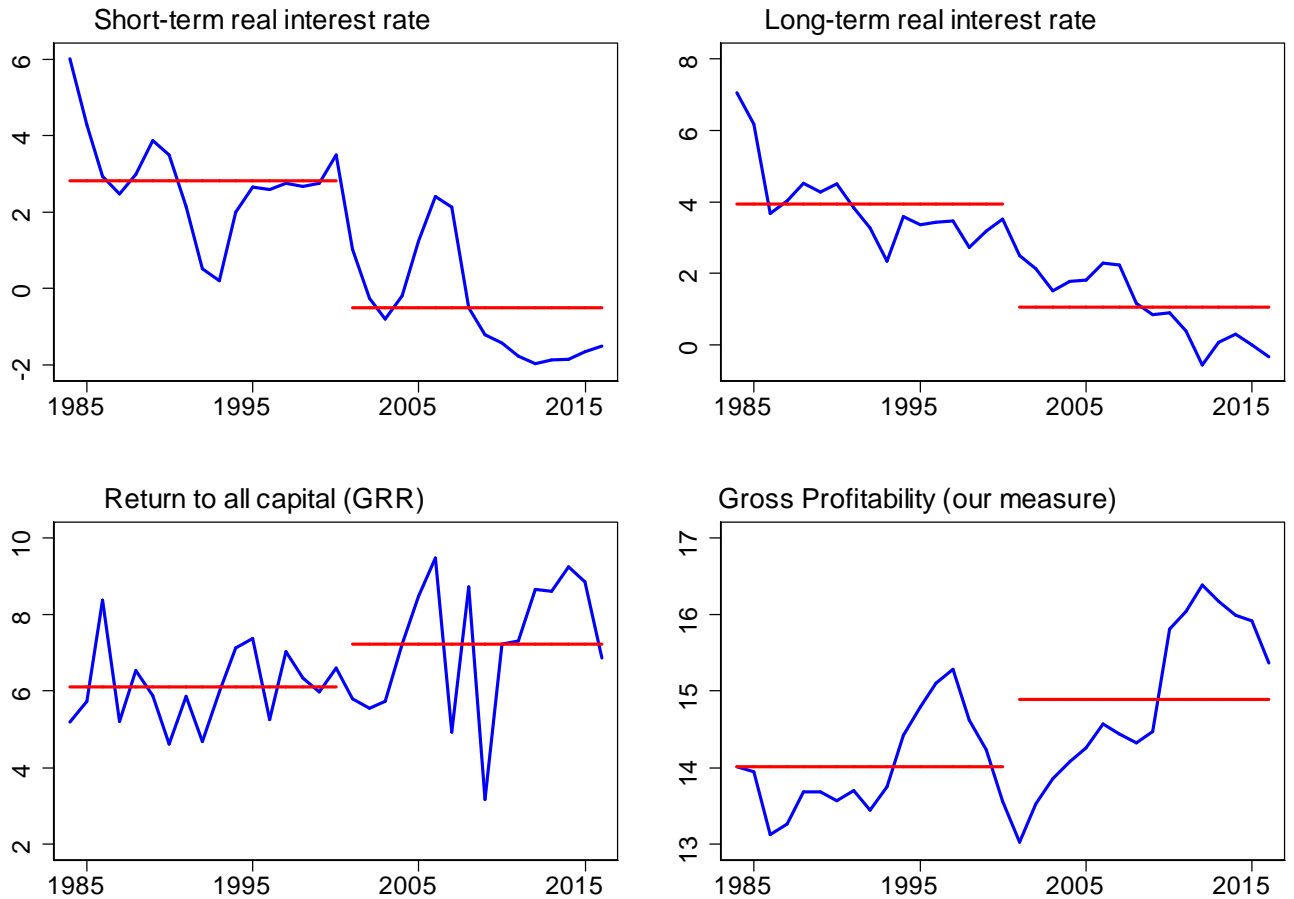 Short-term real interest rate
6
4
2
0
-2
1985 1995 2005 2015
Long-term real interest rate
8
6
4
2
0
1985 1995 2005 2015
Return to all capital (GRR)
10
8
6
4
2
1985 1995 2005 2015
Gross Profitability (our measure)
17
16
15
14
13
1985 1995 2005 2015